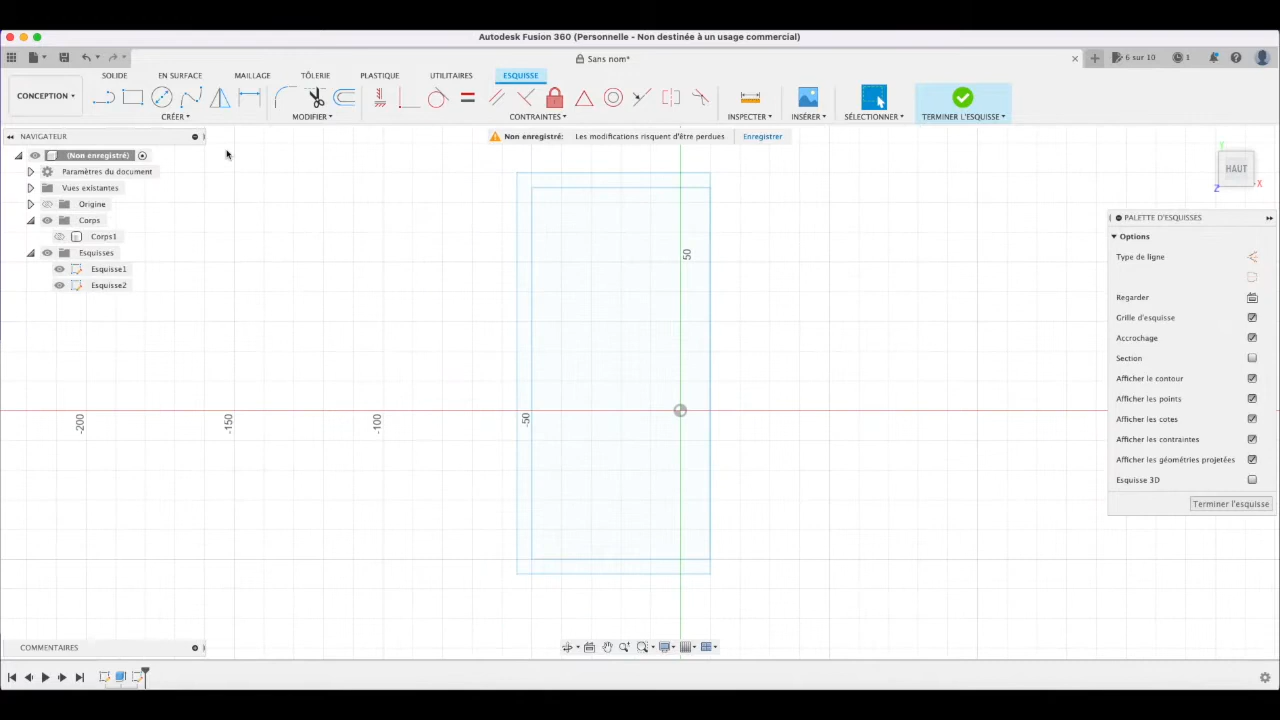 Autodesk Fusion 360 (Personnelle - Non destinée à un usage commercial)
Sans nom*
6 sur 10
1
SOLIDE
EN SURFACE
MAILLAGE
TÔLERIE
PLASTIQUE
UTILITAIRES
ESQUISSE
CONCEPTION
CRÉER
MODIFIER
CONTRAINTES
INSPECTER
INSÉRER
SÉLECTIONNER
TERMINER L'ESQUISSE
NAVIGATEUR
Non enregistré: Les modifications risquent d'être perdues Enregistrer
(Non enregistré)
Paramètres du document
Vues existantes
Origine
Corps
Corps1
Esquisses
Esquisse1
Esquisse2
Y
HAUT
Z
X
50
-200
-150
-100
-50
PALETTE D'ESQUISSES
Options
Type de ligne
Regarder
Grille d'esquisse
Accrochage
Section
Afficher le contour
Afficher les points
Afficher les cotes
Afficher les contraintes
Afficher les géométries projetées
Esquisse 3D
Terminer l'esquisse
COMMENTAIRES